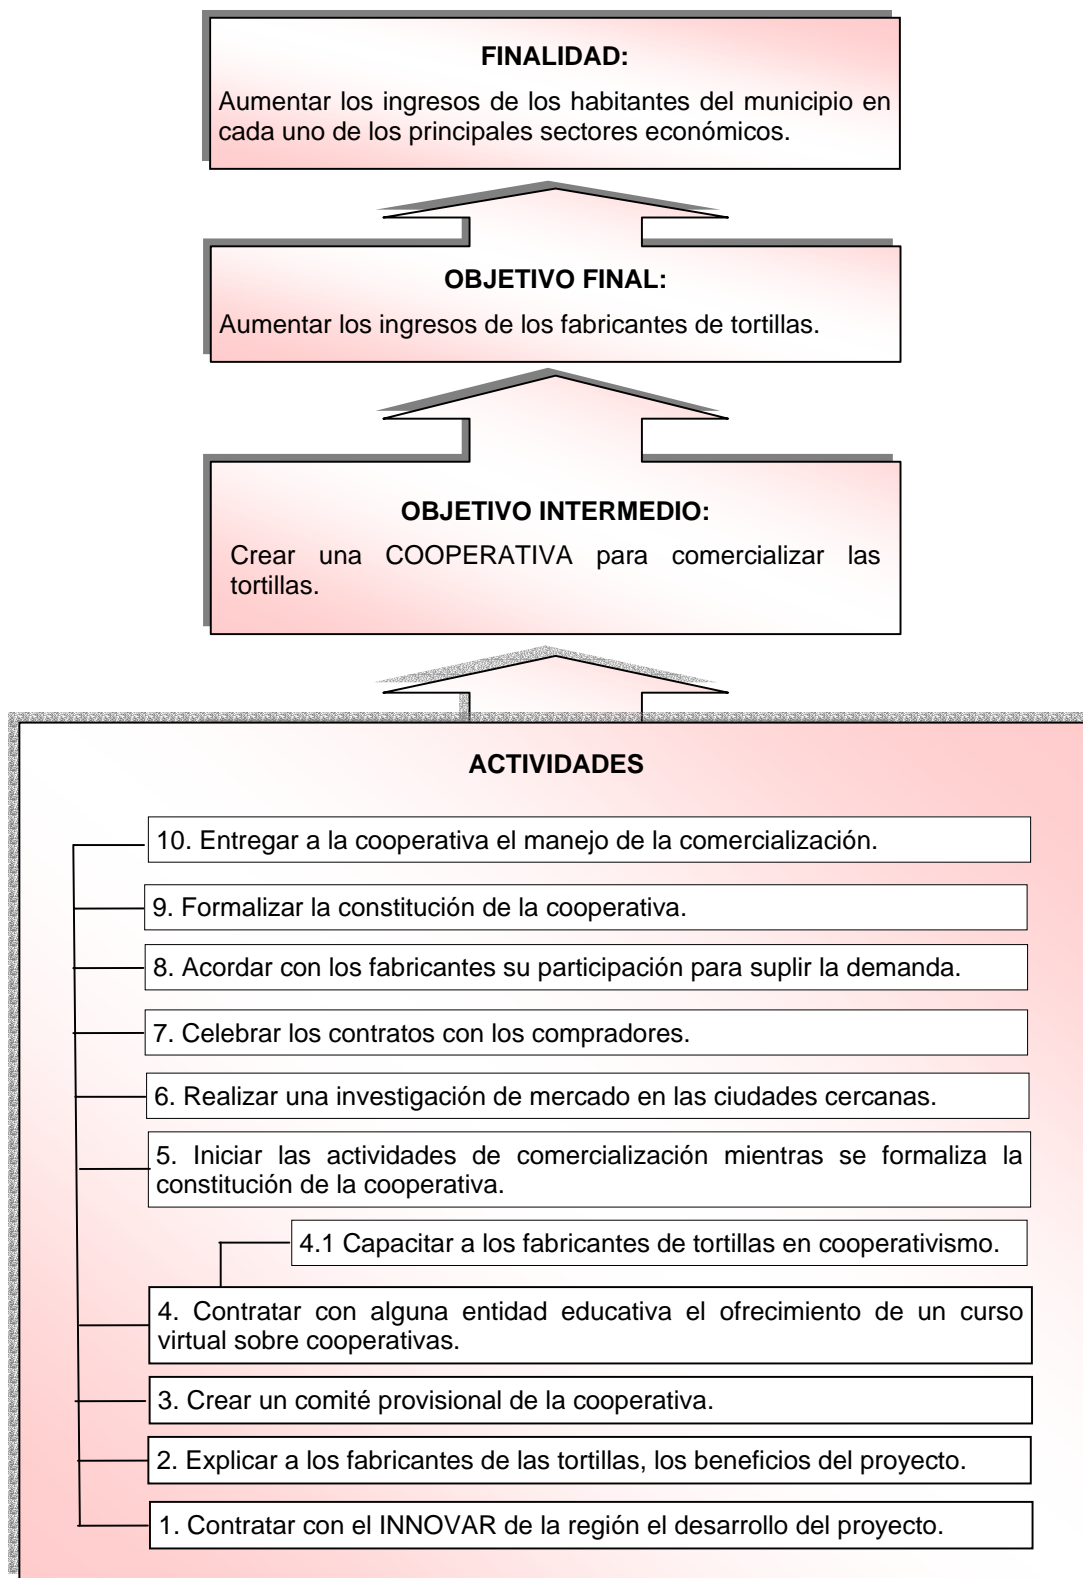 FINALIDAD:
Aumentar los ingresos de los habitantes del municipio en
cada uno de los principales sectores económicos.
OBJETIVO FINAL:
Aumentar los ingresos de los fabricantes de tortillas.
OBJETIVO INTERMEDIO:
Crear una COOPERATIVA para comercializar las
tortillas.
ACTIVIDADES
10. Entregar a la cooperativa el manejo de la comercialización.
9. Formalizar la constitución de la cooperativa.
8. Acordar con los fabricantes su participación para suplir la demanda.
7. Celebrar los contratos con los compradores.
6. Realizar una investigación de mercado en las ciudades cercanas.
5. Iniciar las actividades de comercialización mientras se formaliza la
constitución de la cooperativa.
4.1 Capacitar a los fabricantes de tortillas en cooperativismo.
4. Contratar con alguna entidad educativa el ofrecimiento de un curso
virtual sobre cooperativas.
3. Crear un comité provisional de la cooperativa.
2. Explicar a los fabricantes de las tortillas, los beneficios del proyecto.
1. Contratar con el INNOVAR de la región el desarrollo del proyecto.